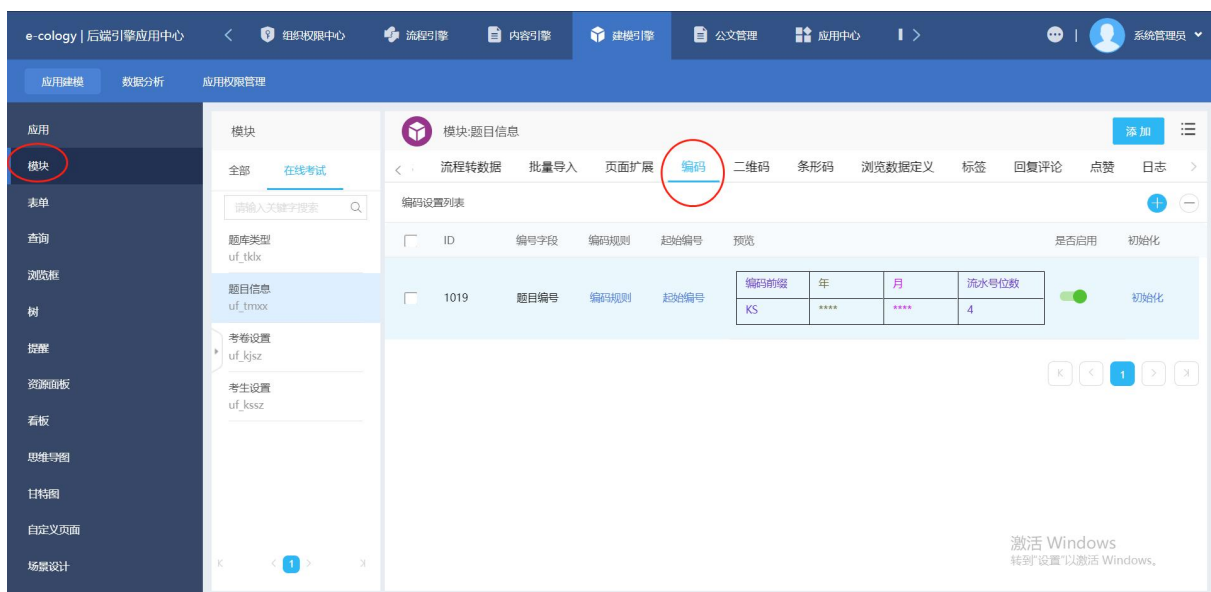 e-cology | 后端引擎应用中心 组织权限中心 流程引擎 内容引擎 建模引擎 公文管理 应用中心 系统管理员
应用建模 数据分析 应用权限管理
应用
模块
表单
查询
浏览框
树
提醒
资源面板
看板
思维导图
甘特图
自定义页面
场景设计
模块
全部 在线考试
请输入关键字搜索
题库类型
uf_tklx
题目信息
uf_tmxx
考卷设置
uf_kjsz
考生设置
uf_kssz
1
模块:题目信息 添加
流程转数据 批量导入 页面扩展 编码 二维码 条形码 浏览数据定义 标签 回复评论 点赞 日志
编码设置列表
ID 编号字段 编码规则 起始编号 预览 是否启用 初始化
编码前缀 年 月 流水号位数
1019 题目编号 编码规则 起始编号 初始化
KS **** **** 4
1
激活 Windows
转到"设置"以激活 Windows。